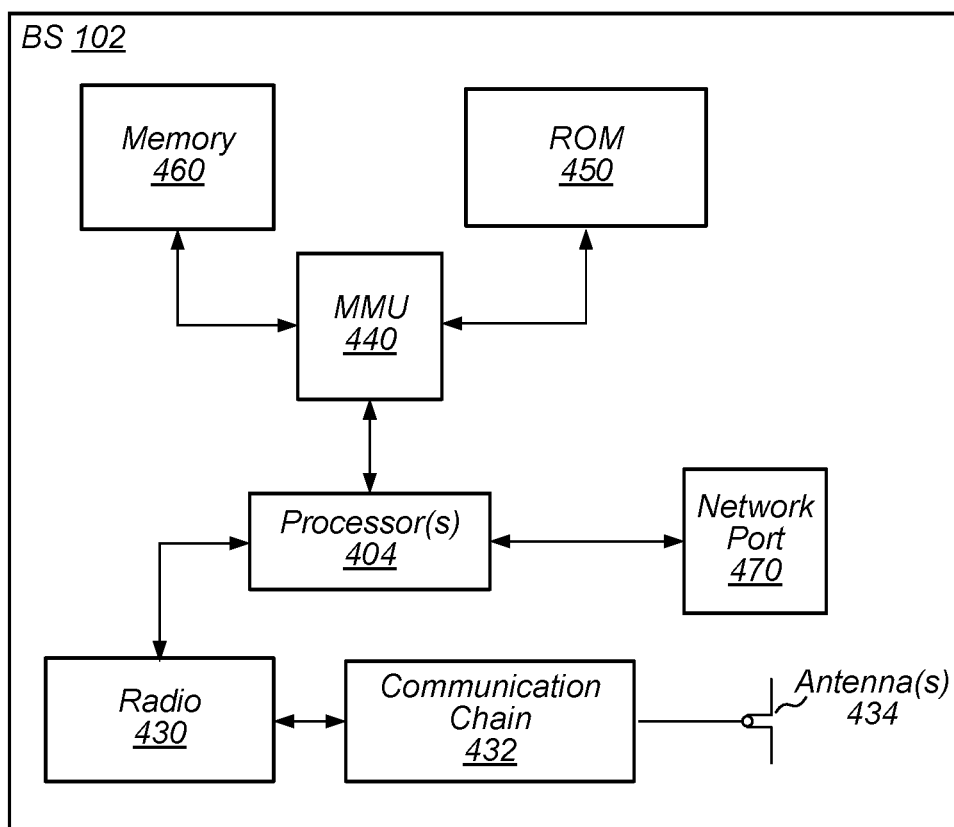 BS 102
Memory
460
ROM
450
MMU
440
Processor(s)
404
Network
Port
470
Radio
430
Communication
Chain
432
Antenna(s)
434